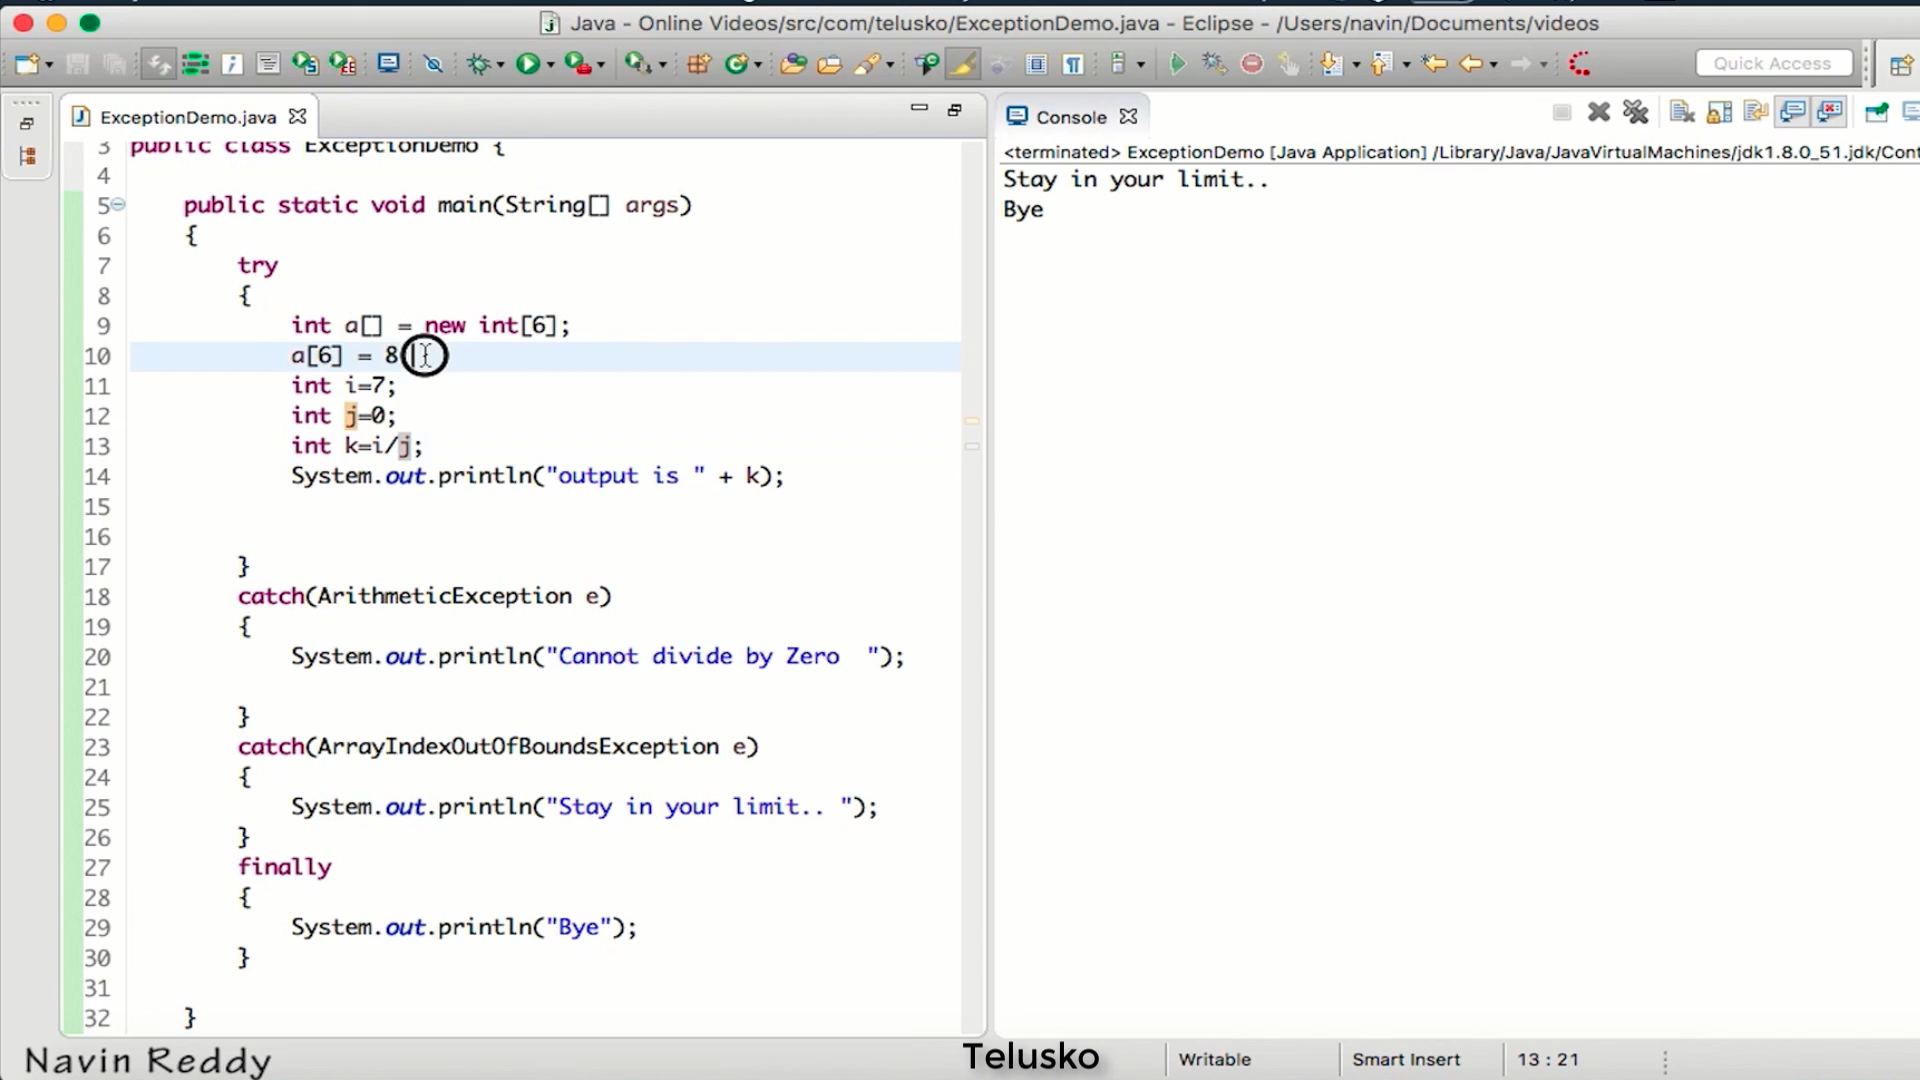 Java - Online Videos/src/com/telusko/ExceptionDemo.java - Eclipse - /Users/navin/Documents/videos
Quick Access
ExceptionDemo.java
3 public class ExceptionDemo {
4
5 public static void main(String[] args)
6 {
7 try
8 {
9 int a[] = new int[6];
10 a[6] = 8
11 int i=7;
12 int j=0;
13 int k=i/j;
14 System.out.println("output is " + k);
15
16
17 }
18 catch(ArithmeticException e)
19 {
20 System.out.println("Cannot divide by Zero  ");
21
22 }
23 catch(ArrayIndexOutOfBoundsException e)
24 {
25 System.out.println("Stay in your limit.. ");
26 }
27 finally
28 {
29 System.out.println("Bye");
30 }
31
32 }
Console
<terminated> ExceptionDemo [Java Application] /Library/Java/JavaVirtualMachines/jdk1.8.0_51.jdk/Cont
Stay in your limit..
Bye
Navin Reddy
Telusko
Writable
Smart Insert
13 : 21